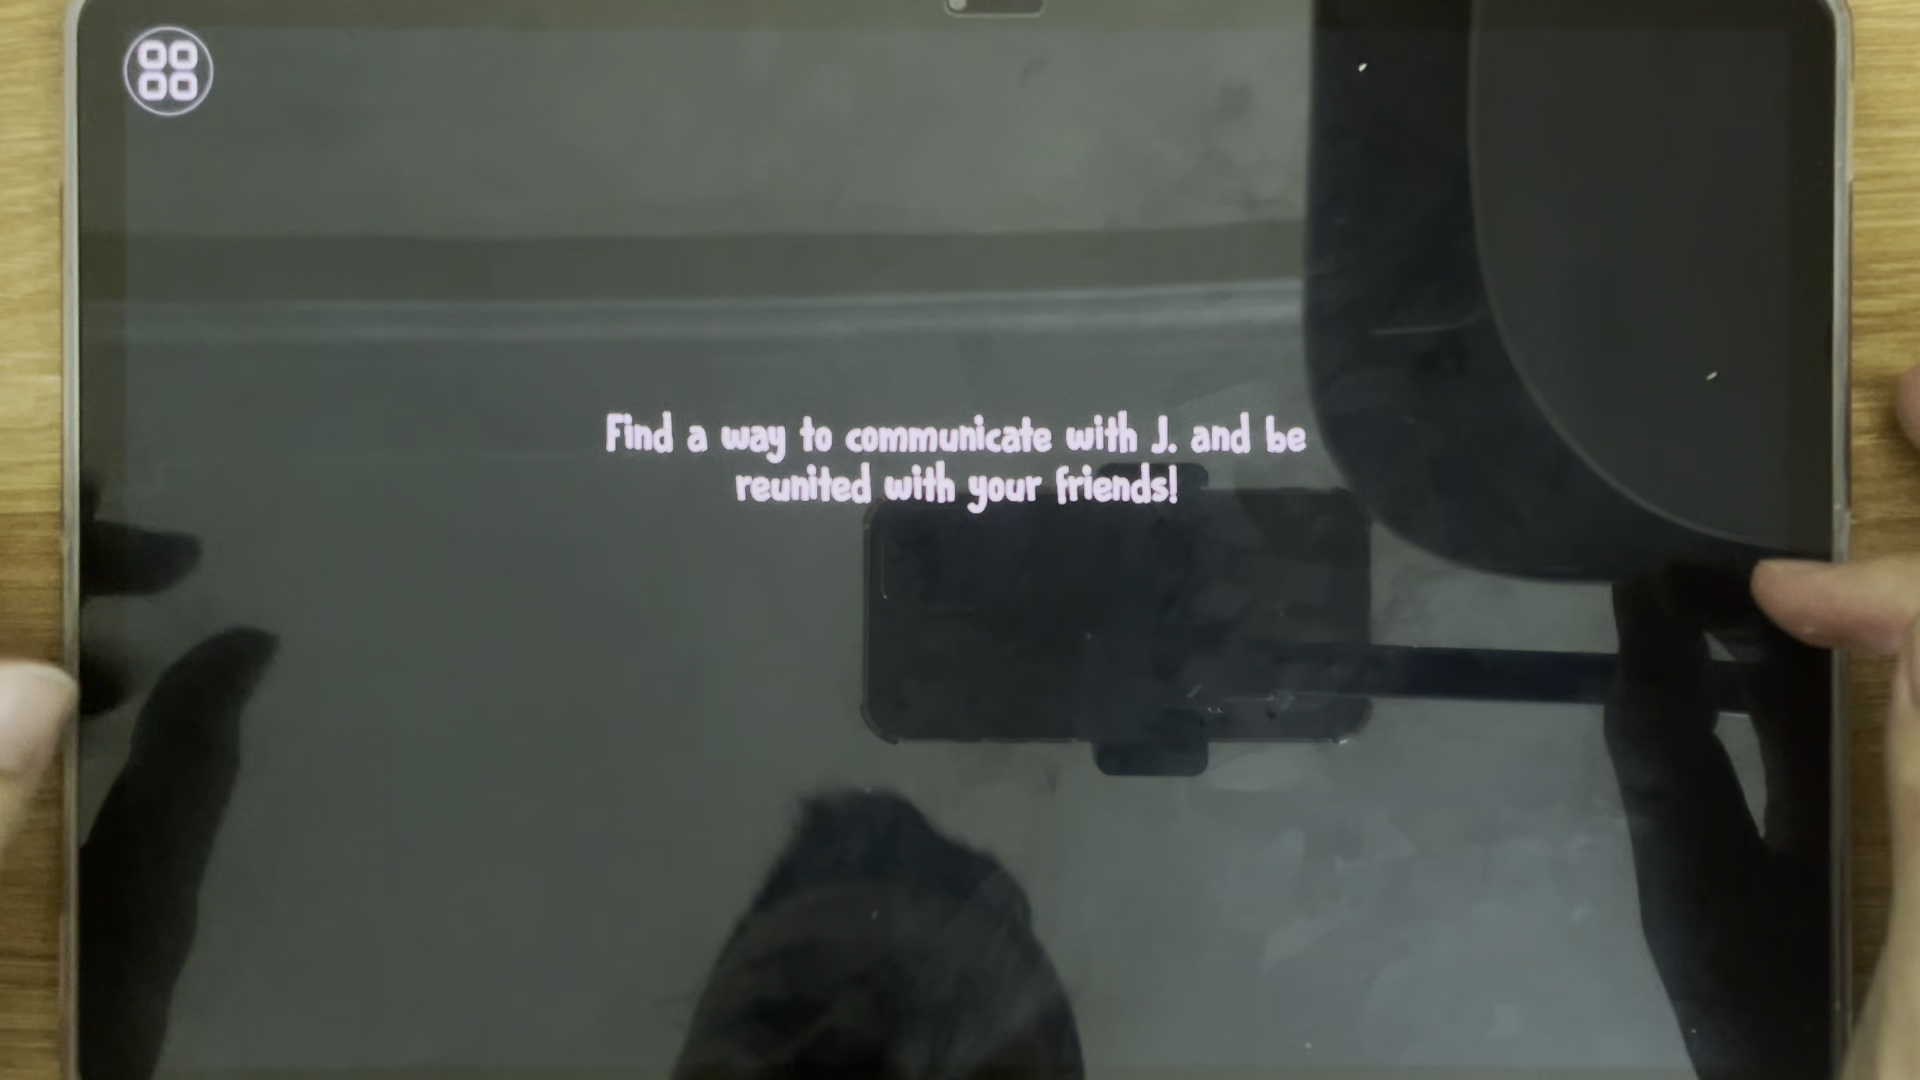 Find a way to communicate with J. and be
reunited with your friends!